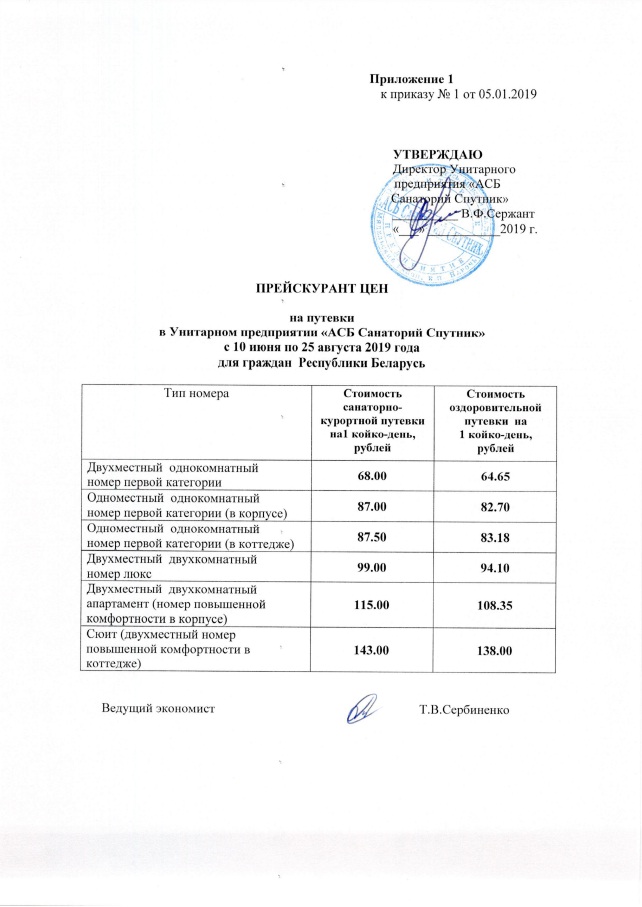 Приложение 1
к приказу № 1 от 05.01.2019
УТВЕРЖДАЮ
Директор Унитарного
предприятия «АСБ
Санаторий Спутник»
__________ В.Ф.Сержант
«___» ___________2019 г.
ПРЕЙСКУРАНТ ЦЕН
на путевки
в Унитарном предприятии «АСБ Санаторий Спутник»
с 10 июня по 25 августа 2019 года
для граждан Республики Беларусь
Тип номера
Стоимость
санаторно-
курортной путевки
на1 койко-день,
рублей
Стоимость
оздоровительной
путевки на
1 койко-день,
рублей
Двухместный однокомнатный
номер первой категории
68.00
64.65
Одноместный однокомнатный
номер первой категории (в корпусе)
87.00
82.70
Одноместный однокомнатный
номер первой категории (в коттедже)
87.50
83.18
Двухместный двухкомнатный
номер люкс
99.00
94.10
Двухместный двухкомнатный
апартамент (номер повышенной
комфортности в корпусе)
115.00
108.35
Сюит (двухместный номер
повышенной комфортности в
коттедже)
143.00
138.00
Ведущий экономист
Т.В.Сербиненко